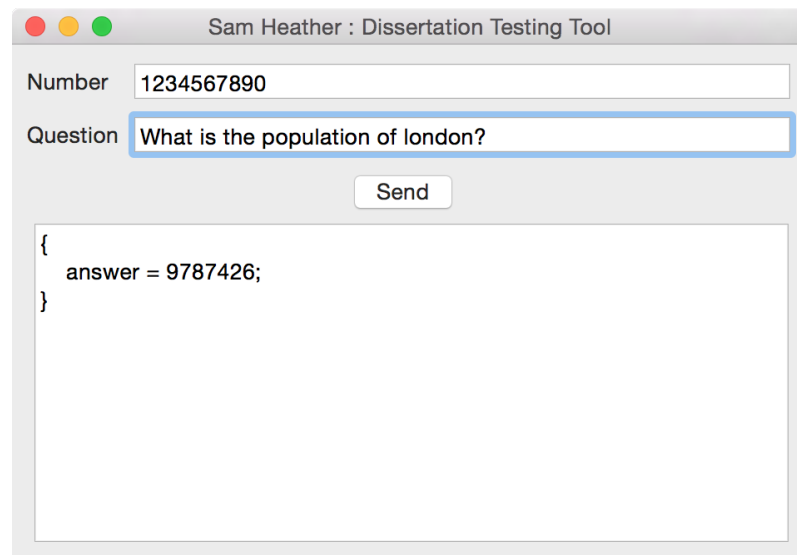 Sam Heather : Dissertation Testing Tool
Number 1234567890
Question What is the population of london?
Send
{
answer = 9787426;
}